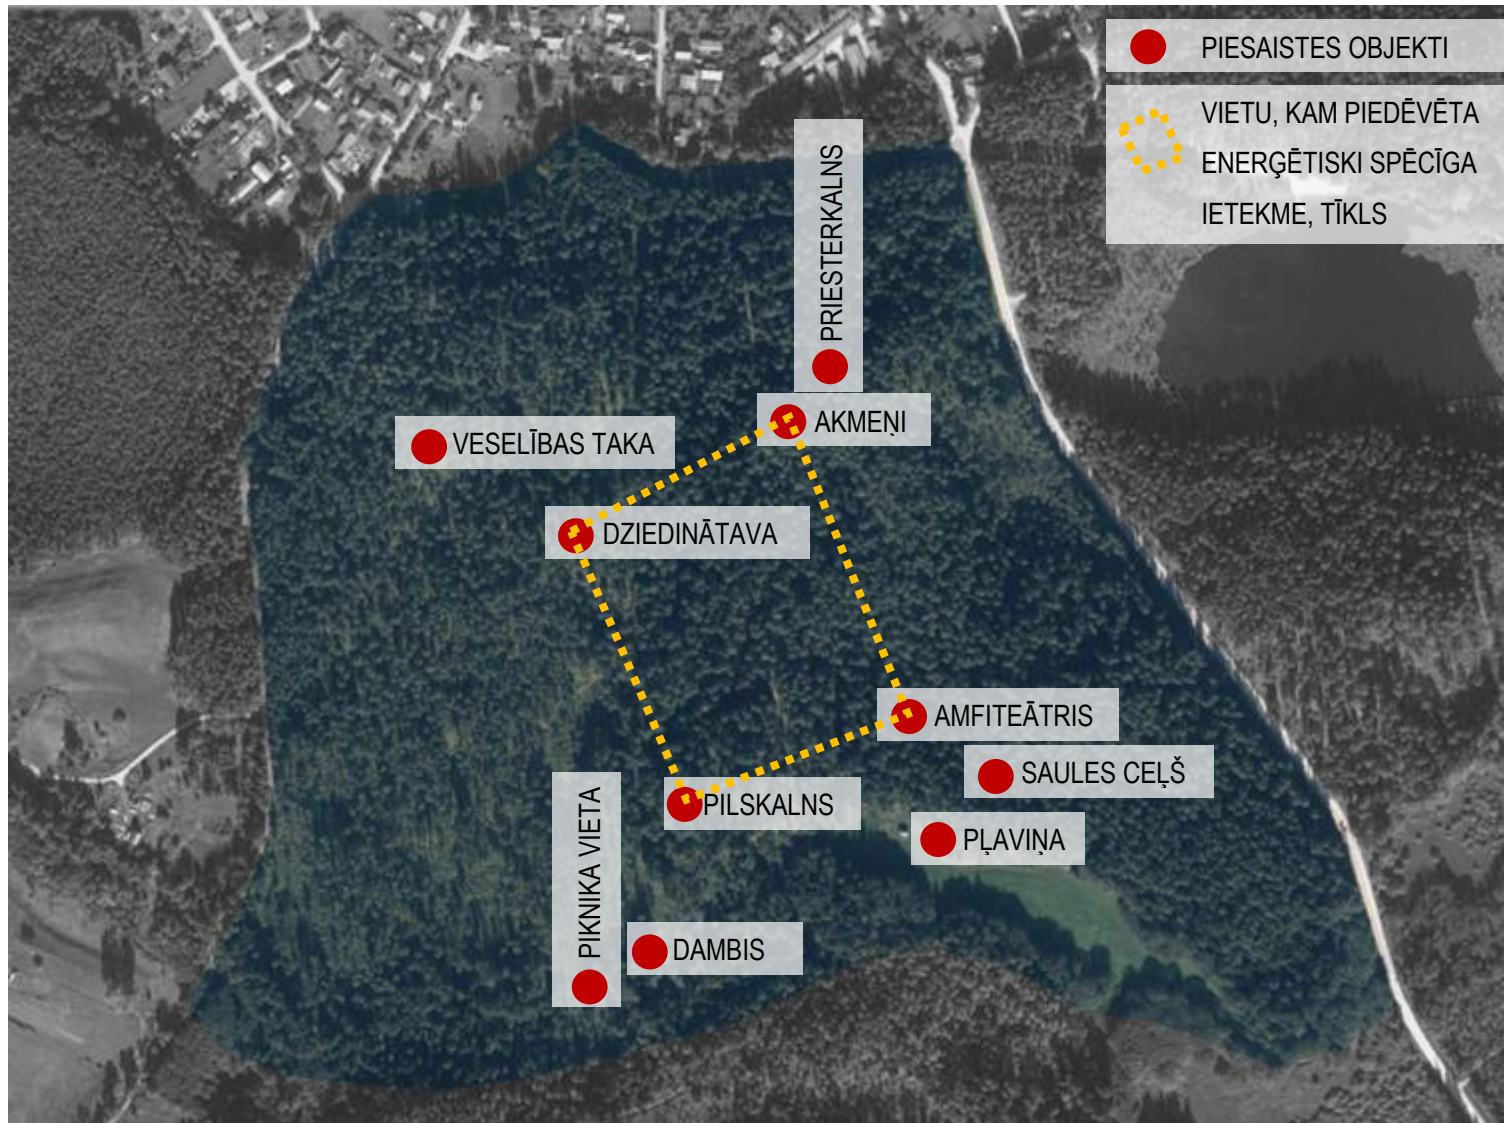 PIESAISTES OBJEKTI
VIETU, KAM PIEDĒVĒTA
ENERĢĒTISKI SPĒCĪGA
IETEKME, TĪKLS
PRIESTERKALNS
AKMEŅI
VESELĪBAS TAKA
DZIEDINĀTAVA
AMFITEĀTRIS
SAULES CEĻŠ
PILSKALNS
PĻAVIŅA
PIKNIKA VIETA
DAMBIS